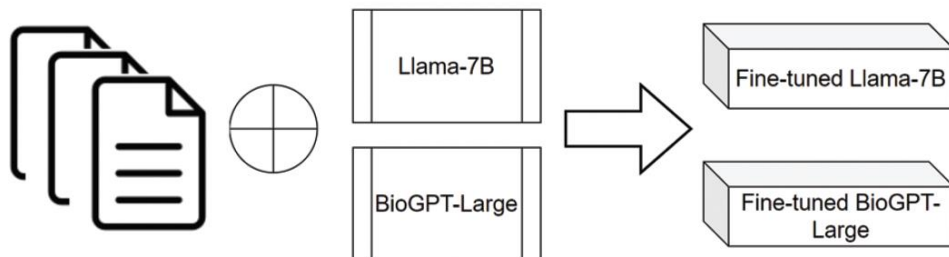 Llama-7B
BioGPT-Large
Fine-tuned Llama-7B
Fine-tuned BioGPT-
Large